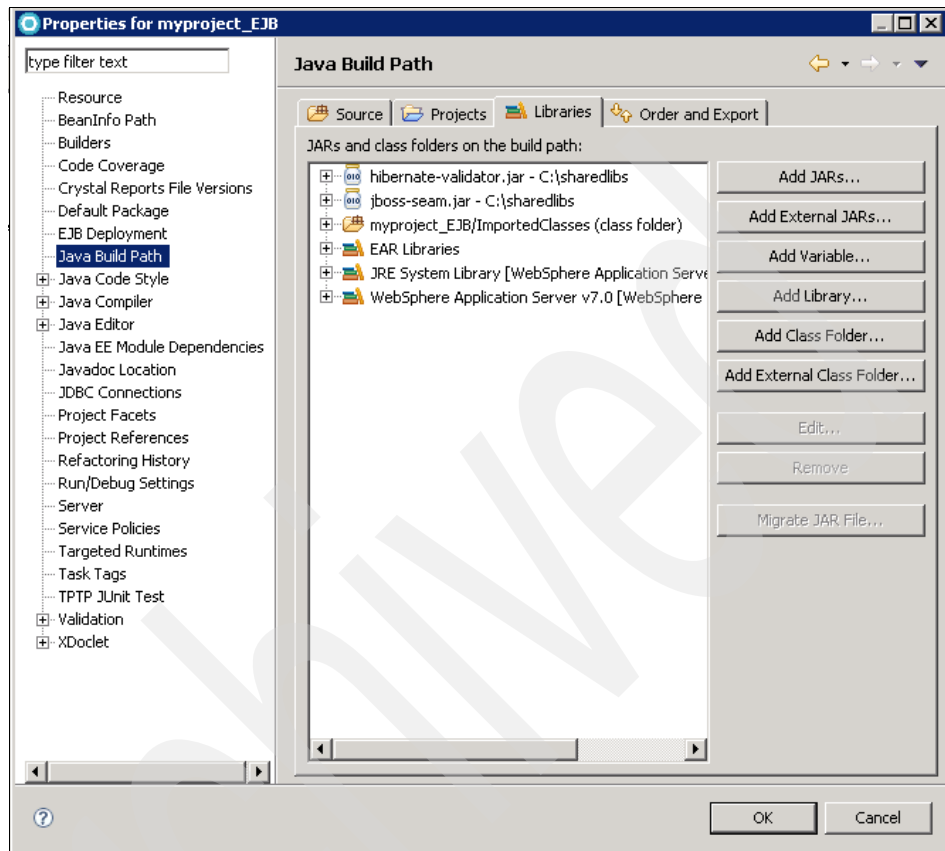 Properties for myproject_EJB
type filter text
Resource
BeanInfo Path
Builders
Code Coverage
Crystal Reports File Versions
Default Package
EJB Deployment
Java Build Path
Java Code Style
Java Compiler
Java Editor
Java EE Module Dependencies
Javadoc Location
JDBC Connections
Project Facets
Project References
Refactoring History
Run/Debug Settings
Server
Service Policies
Targeted Runtimes
Task Tags
TPTP JUnit Test
Validation
XDoclet
Java Build Path
Source Projects Libraries Order and Export
JARs and class folders on the build path:
hibernate-validator.jar - C:\sharedlibs
jboss-seam.jar - C:\sharedlibs
myproject_EJB/ImportedClasses (class folder)
EAR Libraries
JRE System Library [WebSphere Application Serve
WebSphere Application Server v7.0 [WebSphere
Add JARs...
Add External JARs...
Add Variable...
Add Library...
Add Class Folder...
Add External Class Folder...
Edit...
Remove
Migrate JAR File...
OK Cancel